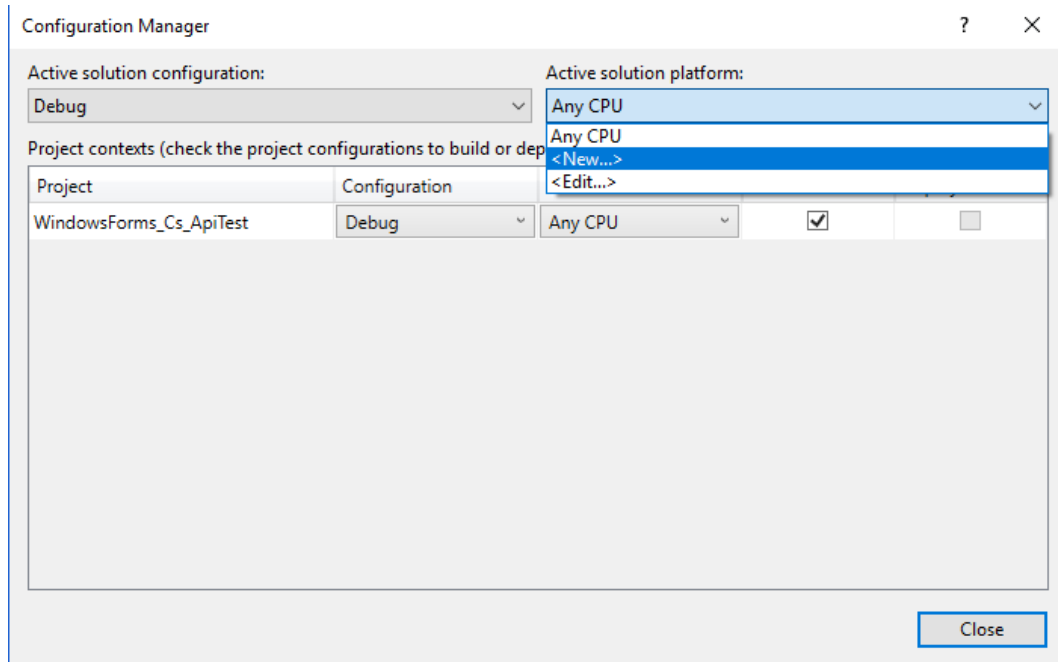 Configuration Manager
Active solution configuration:
Active solution platform:
Debug
Any CPU
Any CPU
<New...>
<Edit...>
Project contexts (check the project configurations to build or dep
Project
Configuration
WindowsForms_Cs_ApiTest
Debug
Any CPU
Close